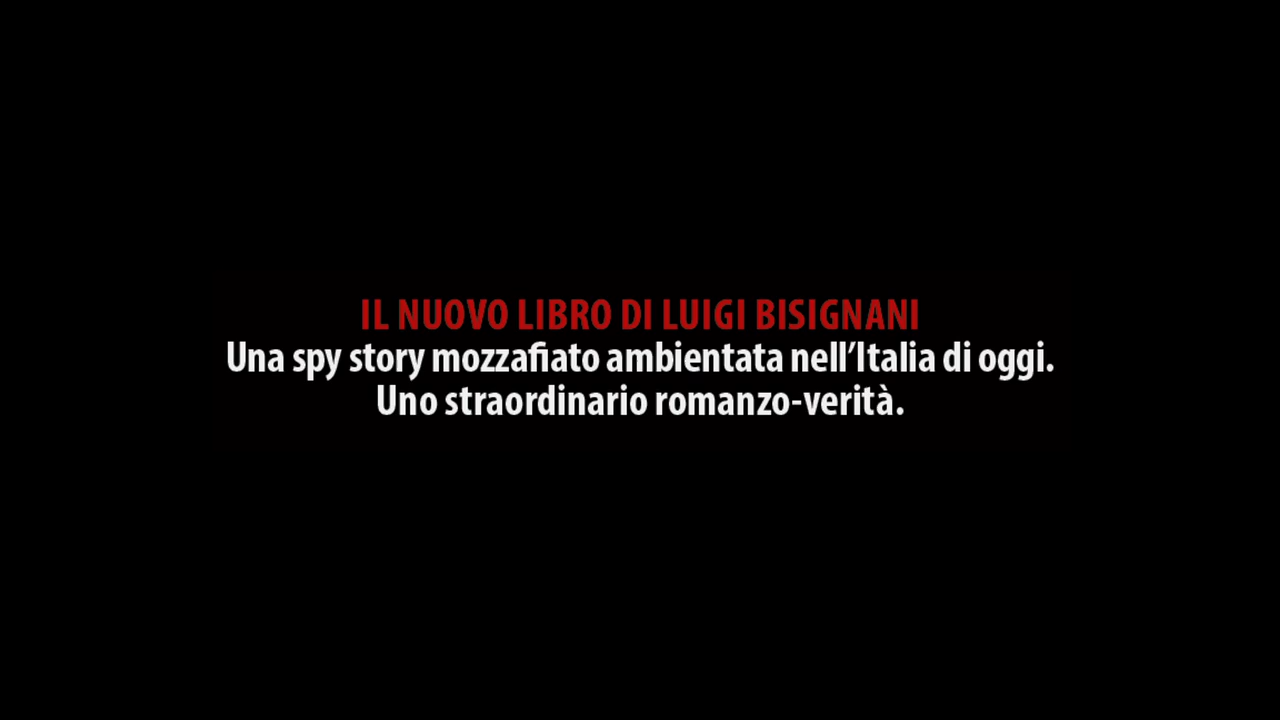 IL NUOVO LIBRO DI LUIGI BISIGNANI
Una spy story mozzafiato ambientata nell’Italia di oggi.
Uno straordinario romanzo-verità.